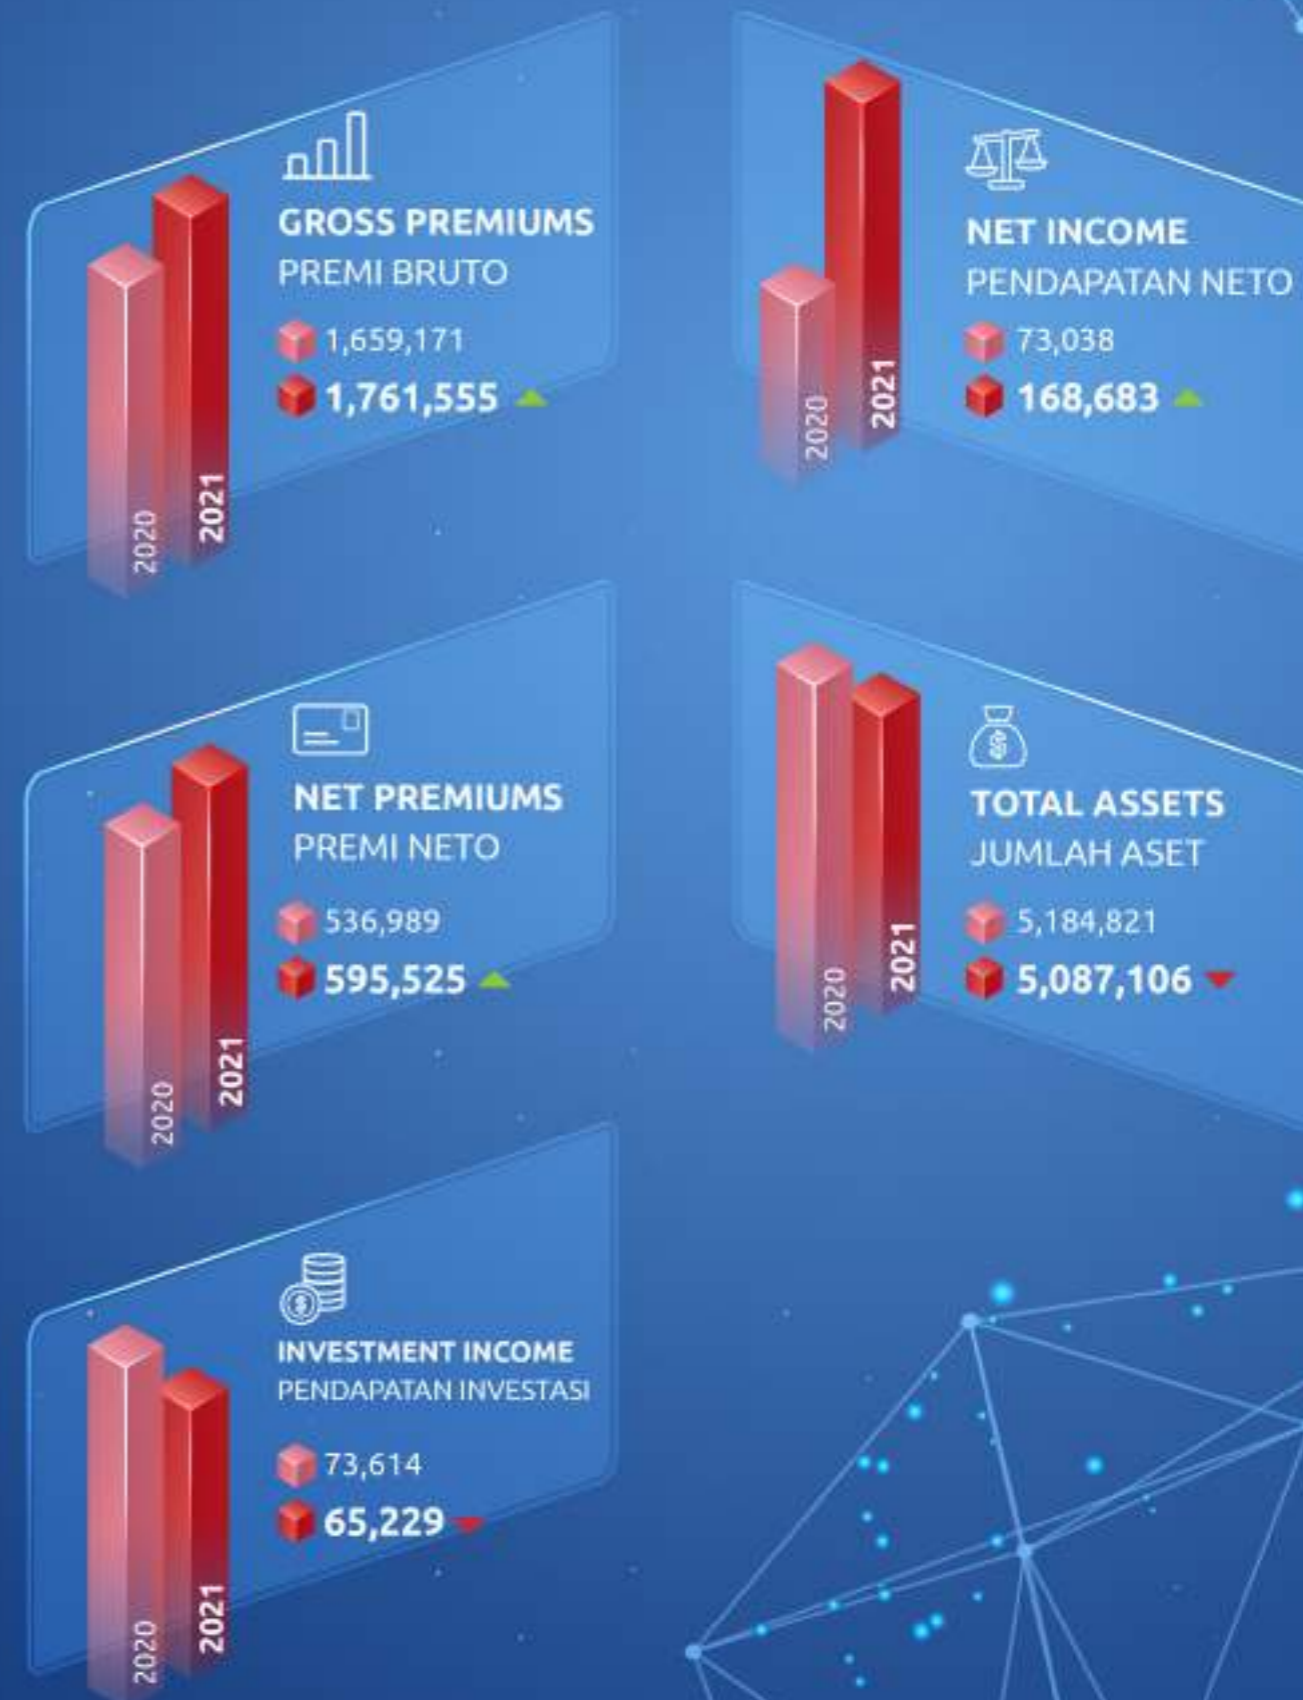 GROSS PREMIUMS
PREMI BRUTO
1,659,171
1,761,555
2020
2021
NET INCOME
PENDAPATAN NETO
73,038
168,683
2020
2021
NET PREMIUMS
PREMI NETO
536,989
595,525
2020
2021
TOTAL ASSETS
JUMLAH ASET
5,184,821
5,087,106
2020
2021
INVESTMENT INCOME
PENDAPATAN INVESTASI
73,614
65,229
2020
2021